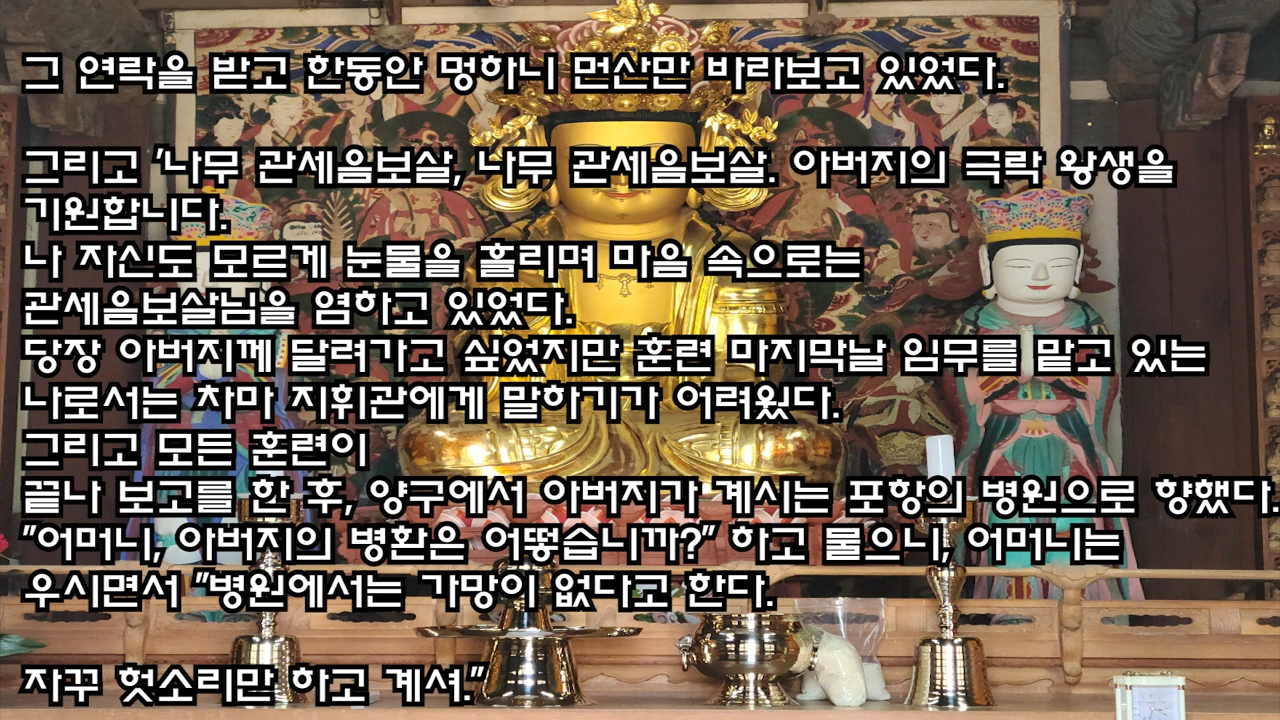 그 연락을 받고 한동안 멍하니 먼산만 바라보고 있었다.
그리고 '나무 관세음보살, 나무 관세음보살. 아버지의 극락 왕생을
기원합니다.
나 자신도 모르게 눈물을 흘리며 마음 속으로는
관세음보살님을 염하고 있었다.
당장 아버지께 달려가고 싶었지만 훈련 마지막날 임무를 맡고 있는
나로서는 차마 지휘관에게 말하기가 어려웠다.
그리고 모든 훈련이
끝나 보고를 한 후, 양구에서 아버지가 계시는 포항의 병원으로 향했다.
"어머니, 아버지의 병환은 어떻습니까?" 하고 물으니, 어머니는
우시면서 "병원에서는 가망이 없다고 한다.
자꾸 헛소리만 하고 계셔."